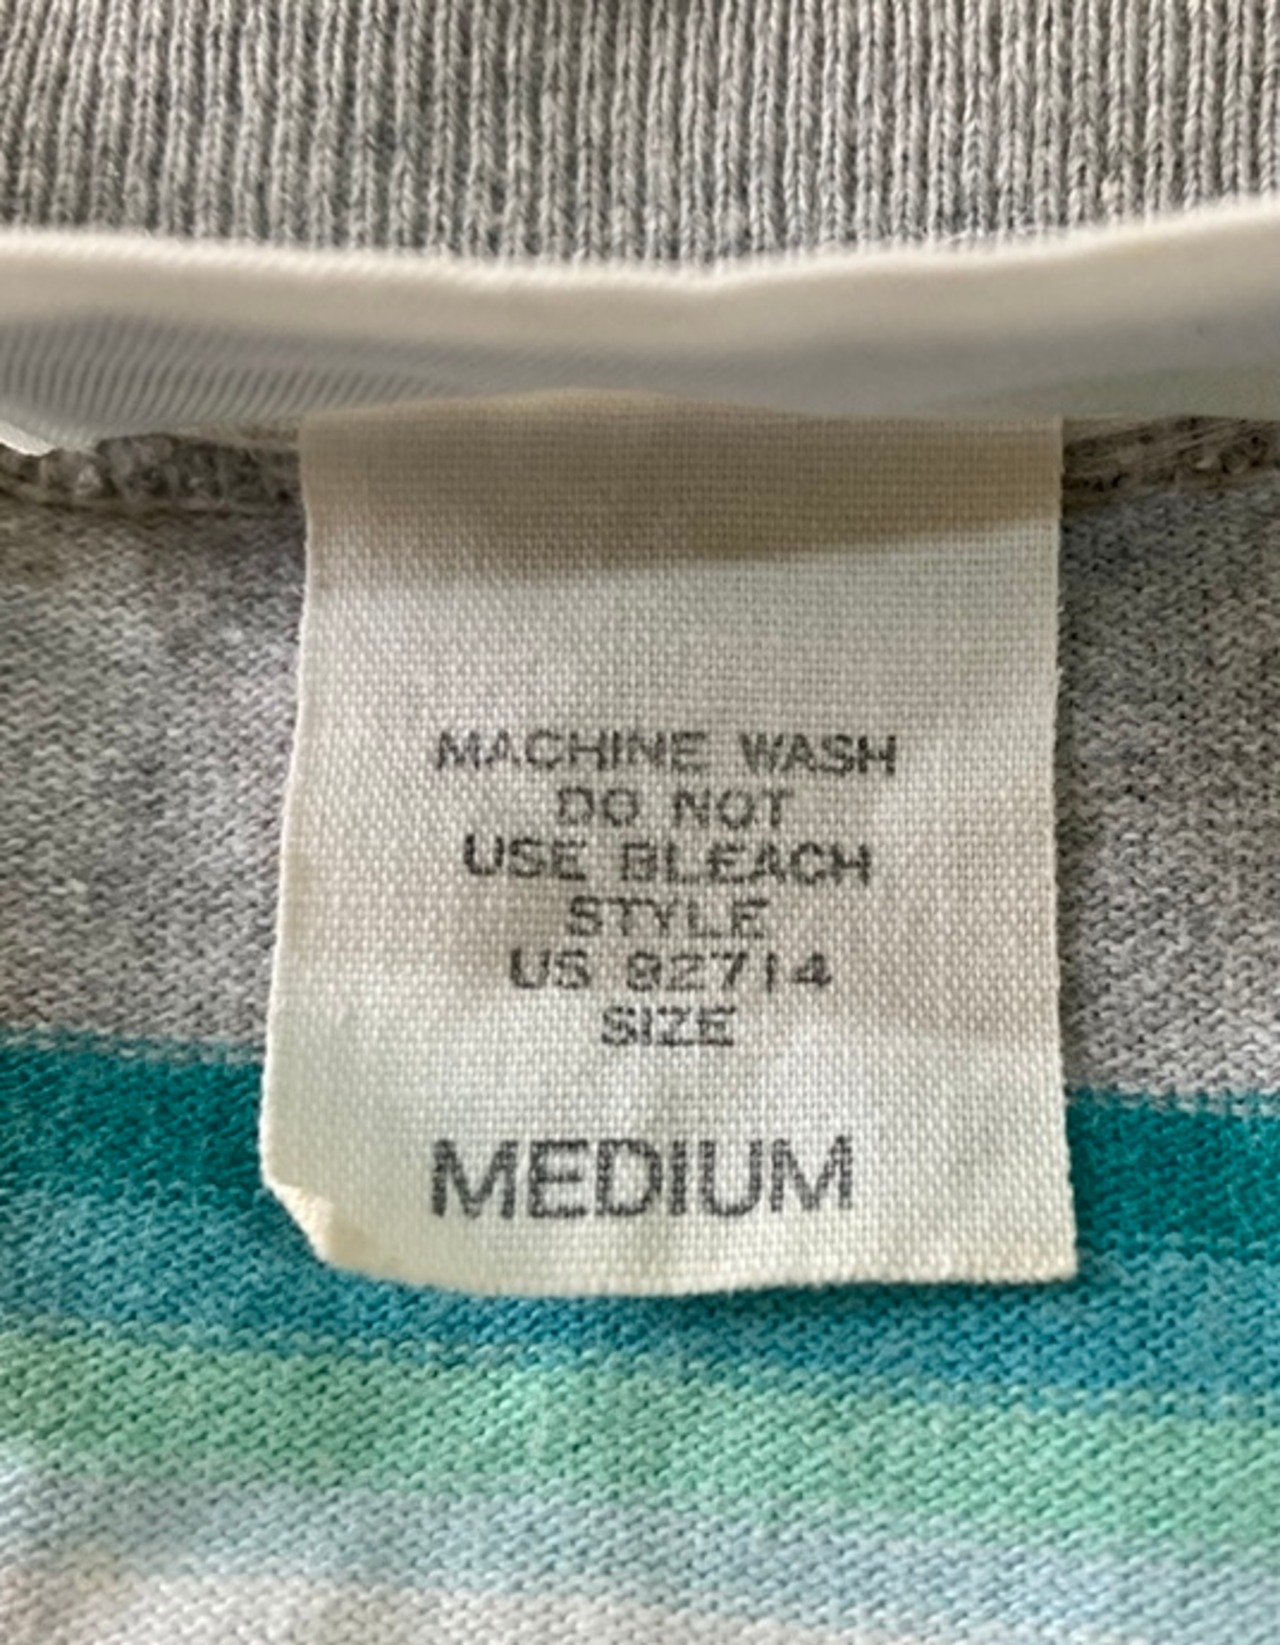 MACHINE WASH
DO NOT
USE BLEACH
STYLE
US 82714
SIZE
MEDIUM